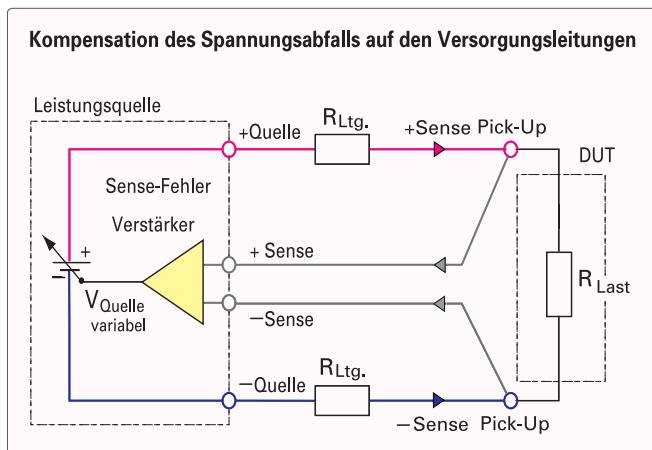 Kompensation des Spannungsabfalls auf den Versorgungsleitungen
Leistungsquelle
+Quelle
RLtg.
+Sense Pick-Up
DUT
Sense-Fehler
Verstärker
+ Sense
+
−
VQuelle
variabel
−Sense
RLast
−Quelle
RLtg.
−Sense Pick-Up